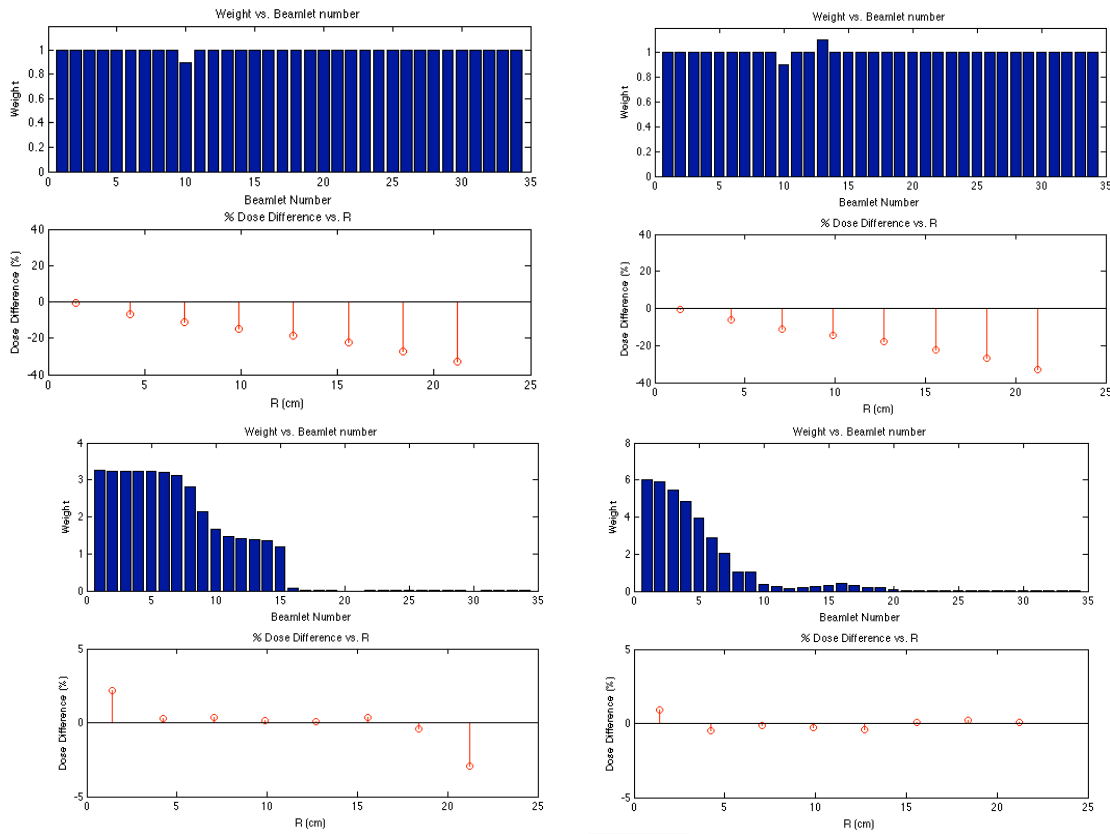 Weight vs. Beamlet number
Weight
1
0.8
0.6
0.4
0.2
0
5 10 15 20 25 30 35
Beamlet Number
% Dose Difference vs. R
Dose Difference (%)
40
20
0
-20
-40
0 5 10 15 20 25
R (cm)
Weight vs. Beamlet number
Weight
1
0.8
0.6
0.4
0.2
0
5 10 15 20 25 30 35
Beamlet Number
% Dose Difference vs. R
Dose Difference (%)
40
20
0
-20
-40
0 5 10 15 20 25
R (cm)
Weight vs. Beamlet number
Weight
4
3
2
1
0
0 5 10 15 20 25 30 35
Beamlet Number
% Dose Difference vs. R
Dose Difference (%)
5
0
-5
0 5 10 15 20 25
R (cm)
Weight vs. Beamlet number
Weight
8
6
4
2
0
0 5 10 15 20 25 30 35
Beamlet Number
% Dose Difference vs. R
Dose Difference (%)
5
0
-5
0 5 10 15 20 25
R (cm)